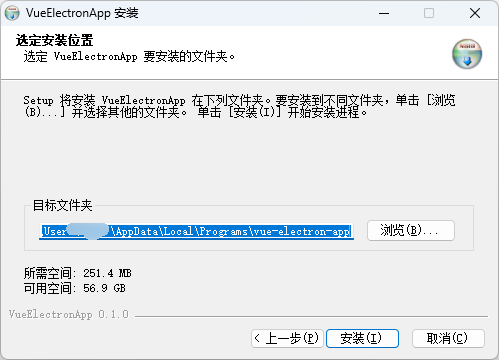 VueElectronApp 安装
选定安装位置
选定 VueElectronApp 要安装的文件夹。
Setup 将安装 VueElectronApp 在下列文件夹。要安装到不同文件夹，单击 [浏览
(B)...] 并选择其他的文件夹。 单击 [安装(I)] 开始安装进程。
目标文件夹
\AppData\Local\Programs\vue-electron-app
浏览(B)...
所需空间: 251.4 MB
可用空间: 56.9 GB
VueElectronApp 0.1.0
< 上一步(P)
安装(I)
取消(C)